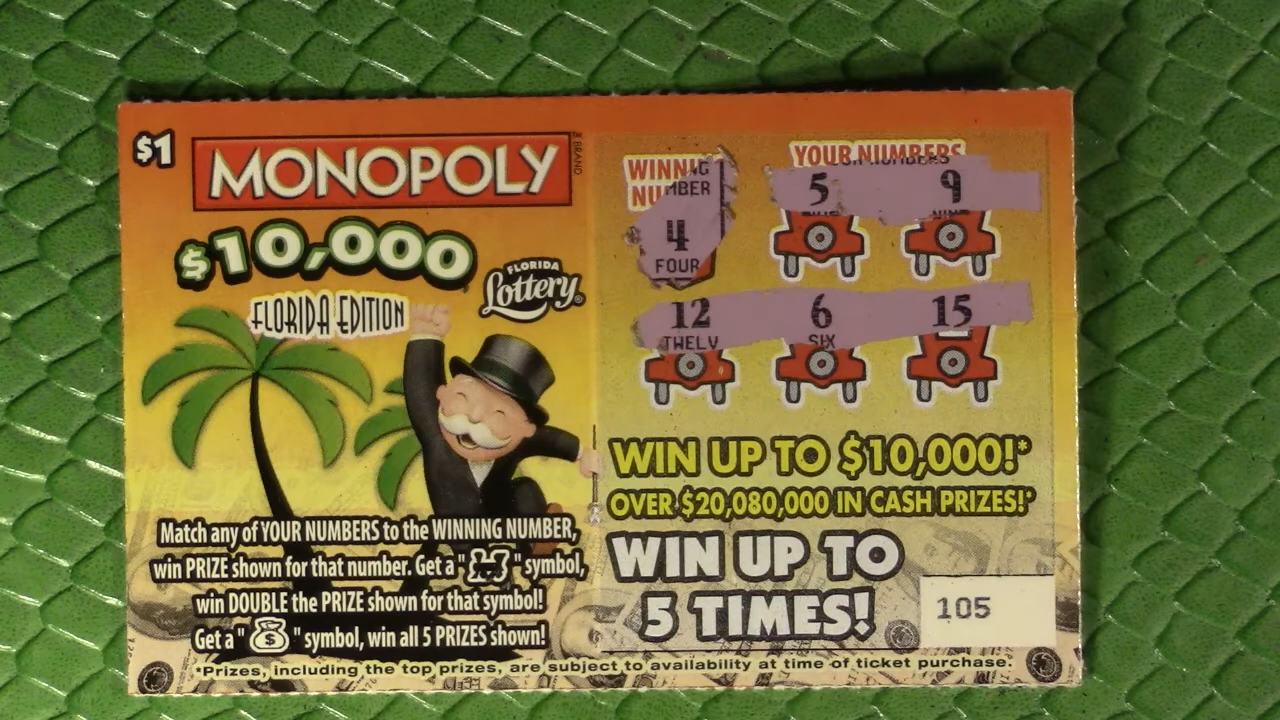 $1
MONOPOLY
BRAND
$10,000
FLORIDA
Lottery®
FLORIDA EDITION
Match any of YOUR NUMBERS to the WINNING NUMBER,
win PRIZE shown for that number. Get a " " symbol,
win DOUBLE the PRIZE shown for that symbol!
Get a " $ " symbol, win all 5 PRIZES shown!
WINNING
NUMBER
4
FOUR
YOUR NUMBERS
5 9
NINE
12 6 15
TWELV SIX
WIN UP TO $10,000!*
OVER $20,080,000 IN CASH PRIZES!*
WIN UP TO
5 TIMES!
105
*Prizes, including the top prizes, are subject to availability at time of ticket purchase.